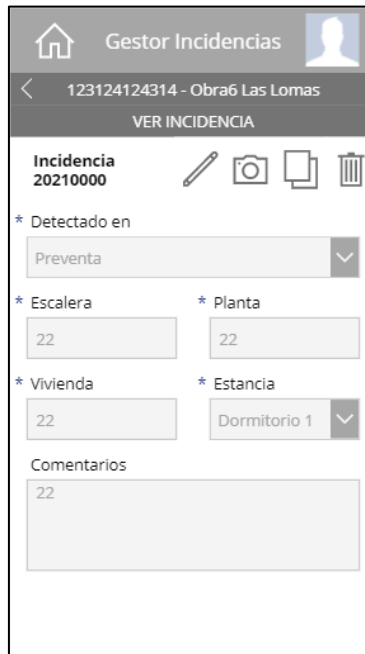 Gestor Incidencias
123124124314 - Obra6 Las Lomas
VER INCIDENCIA
Incidencia
20210000
* Detectado en
Preventa
* Escalera * Planta
22 22
* Vivienda * Estancia
22 Dormitorio 1
Comentarios
22